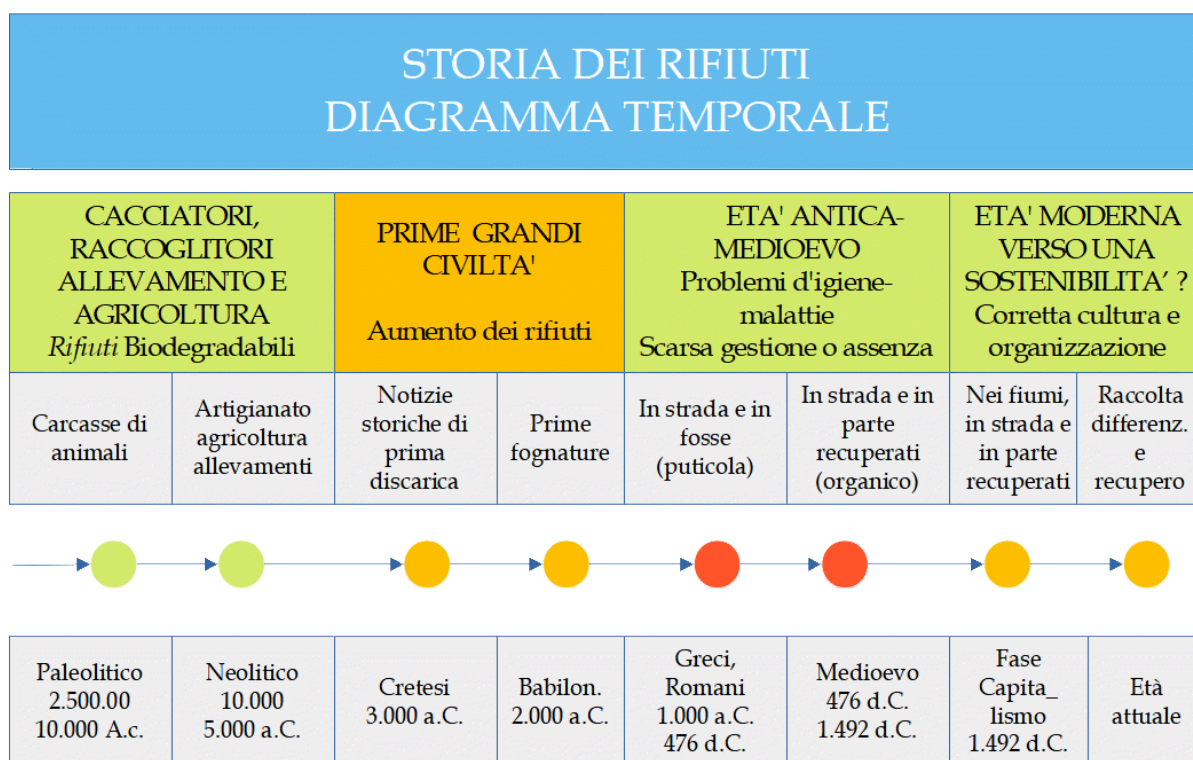 STORIA DEI RIFIUTI
DIAGRAMMA TEMPORALE
CACCIATORI,
RACCOGLITORI
ALLEVAMENTO E
AGRICOLTURA
Rifiuti Biodegradabili
PRIME GRANDI
CIVILTA'
Aumento dei rifiuti
ETA' ANTICA-
MEDIOEVO
Problemi d'igiene-
malattie
Scarsa gestione o assenza
ETA' MODERNA
VERSO UNA
SOSTENIBILITA’ ?
Corretta cultura e
organizzazione
Carcasse di
animali
Artigianato
agricoltura
allevamenti
Notizie
storiche di
prima
discarica
Prime
fognature
In strada e in
fosse
(puticola)
In strada e in
parte
recuperati
(organico)
Nei fiumi,
in strada e
in parte
recuperati
Raccolta
differenz.
e
recupero
Paleolitico
2.500.00
10.000 A.c.
Neolitico
10.000
5.000 a.C.
Cretesi
3.000 a.C.
Babilon.
2.000 a.C.
Greci,
Romani
1.000 a.C.
476 d.C.
Medioevo
476 d.C.
1.492 d.C.
Fase
Capita_
lismo
1.492 d.C.
Età
attuale